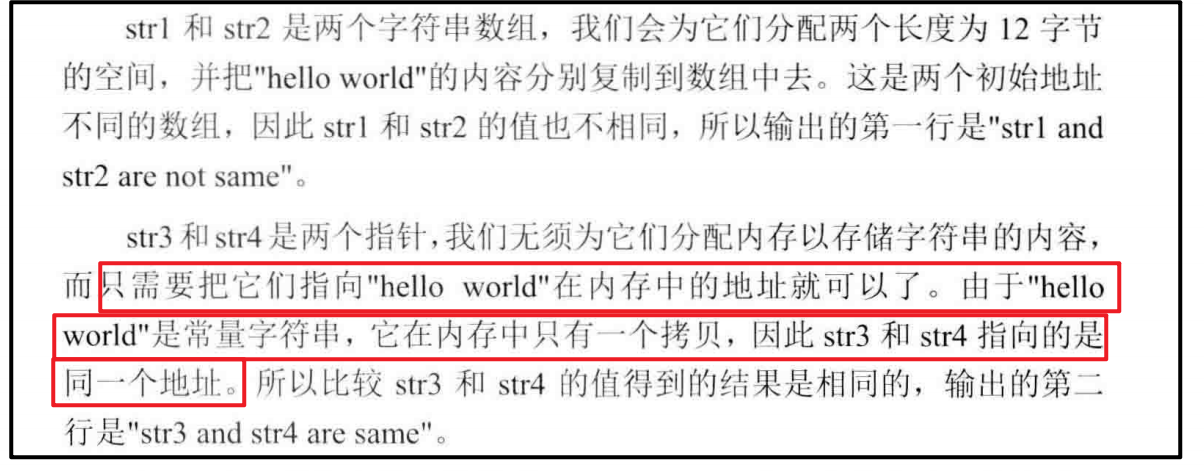 str1 和 str2 是两个字符串数组，我们会为它们分配两个长度为 12 字节
的空间，并把"hello world"的内容分别复制到数组中去。这是两个初始地址
不同的数组，因此 str1 和 str2 的值也不相同，所以输出的第一行是"str1 and
str2 are not same"。
str3 和 str4 是两个指针，我们无须为它们分配内存以存储字符串的内容，
而只需要把它们指向"hello world"在内存中的地址就可以了。由于"hello
world"是常量字符串，它在内存中只有一个拷贝，因此 str3 和 str4 指向的是
同一个地址。所以比较 str3 和 str4 的值得到的结果是相同的，输出的第二
行是"str3 and str4 are same"。